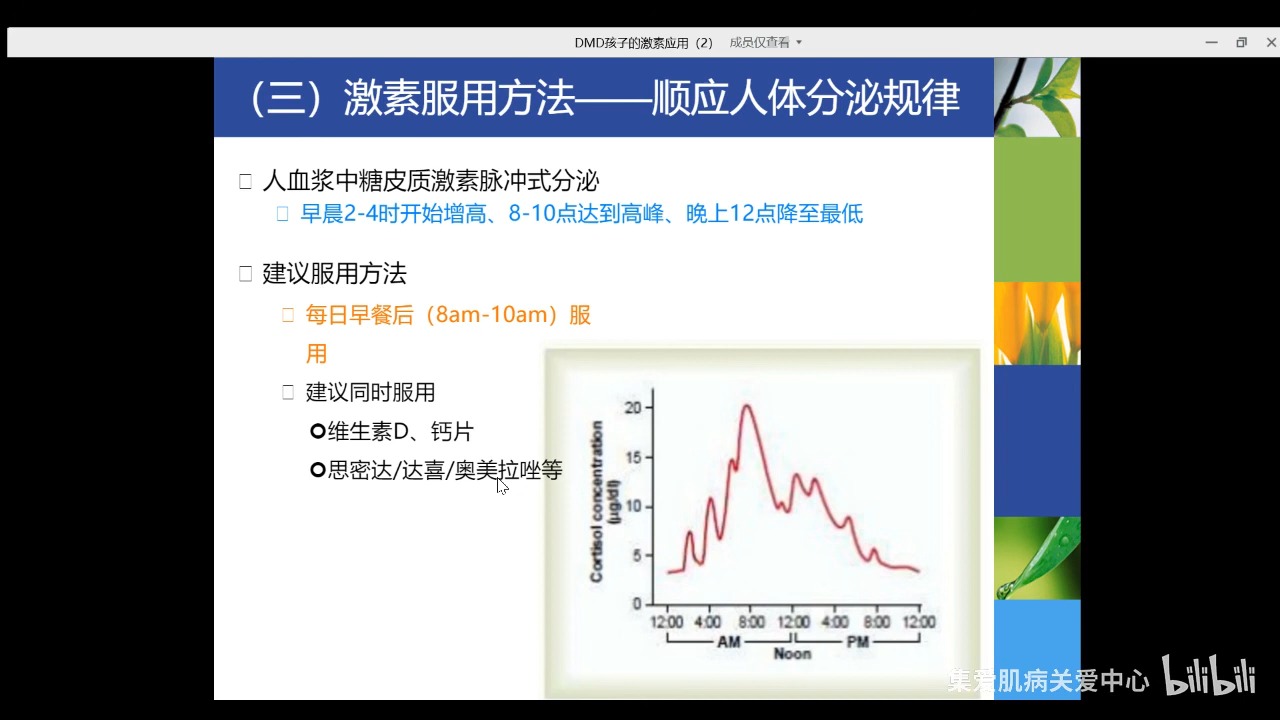 DMD孩子的激素应用（2） 成员仅查看
（三）激素服用方法——顺应人体分泌规律
人血浆中糖皮质激素脉冲式分泌
早晨2-4时开始增高、8-10点达到高峰、晚上12点降至最低
建议服用方法
每日早餐后（8am-10am）服
用
建议同时服用
维生素D、钙片
思密达/达喜/奥美拉唑等
Cortisol concentration
(µg/dl)
20
15
10
5
0
12:00 4:00 8:00 12:00 4:00 8:00 12:00
AM PM
Noon
集爱肌病关爱中心 bilibili